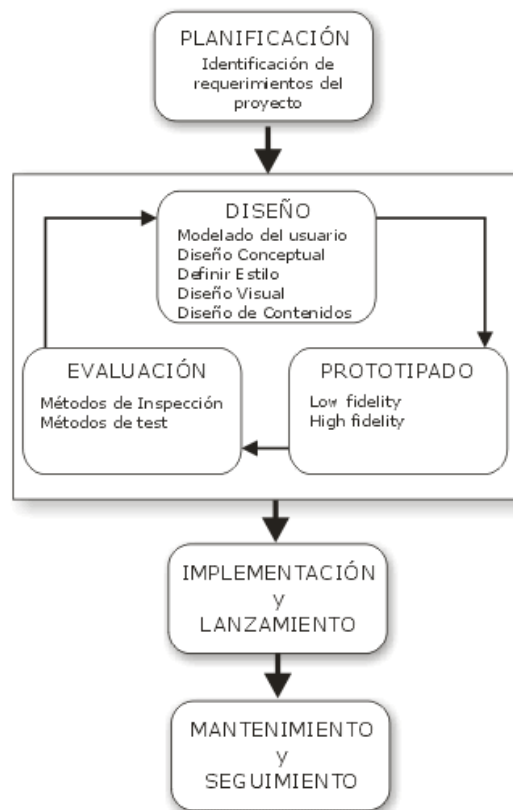 PLANIFICACIÓN
Identificación de
requerimientos del
proyecto
DISEÑO
Modelado del usuario
Diseño Conceptual
Definir Estilo
Diseño Visual
Diseño de Contenidos
EVALUACIÓN
Métodos de Inspección
Métodos de test
PROTOTIPADO
Low fidelity
High fidelity
IMPLEMENTACIÓN
y
LANZAMIENTO
MANTENIMIENTO
y
SEGUIMIENTO